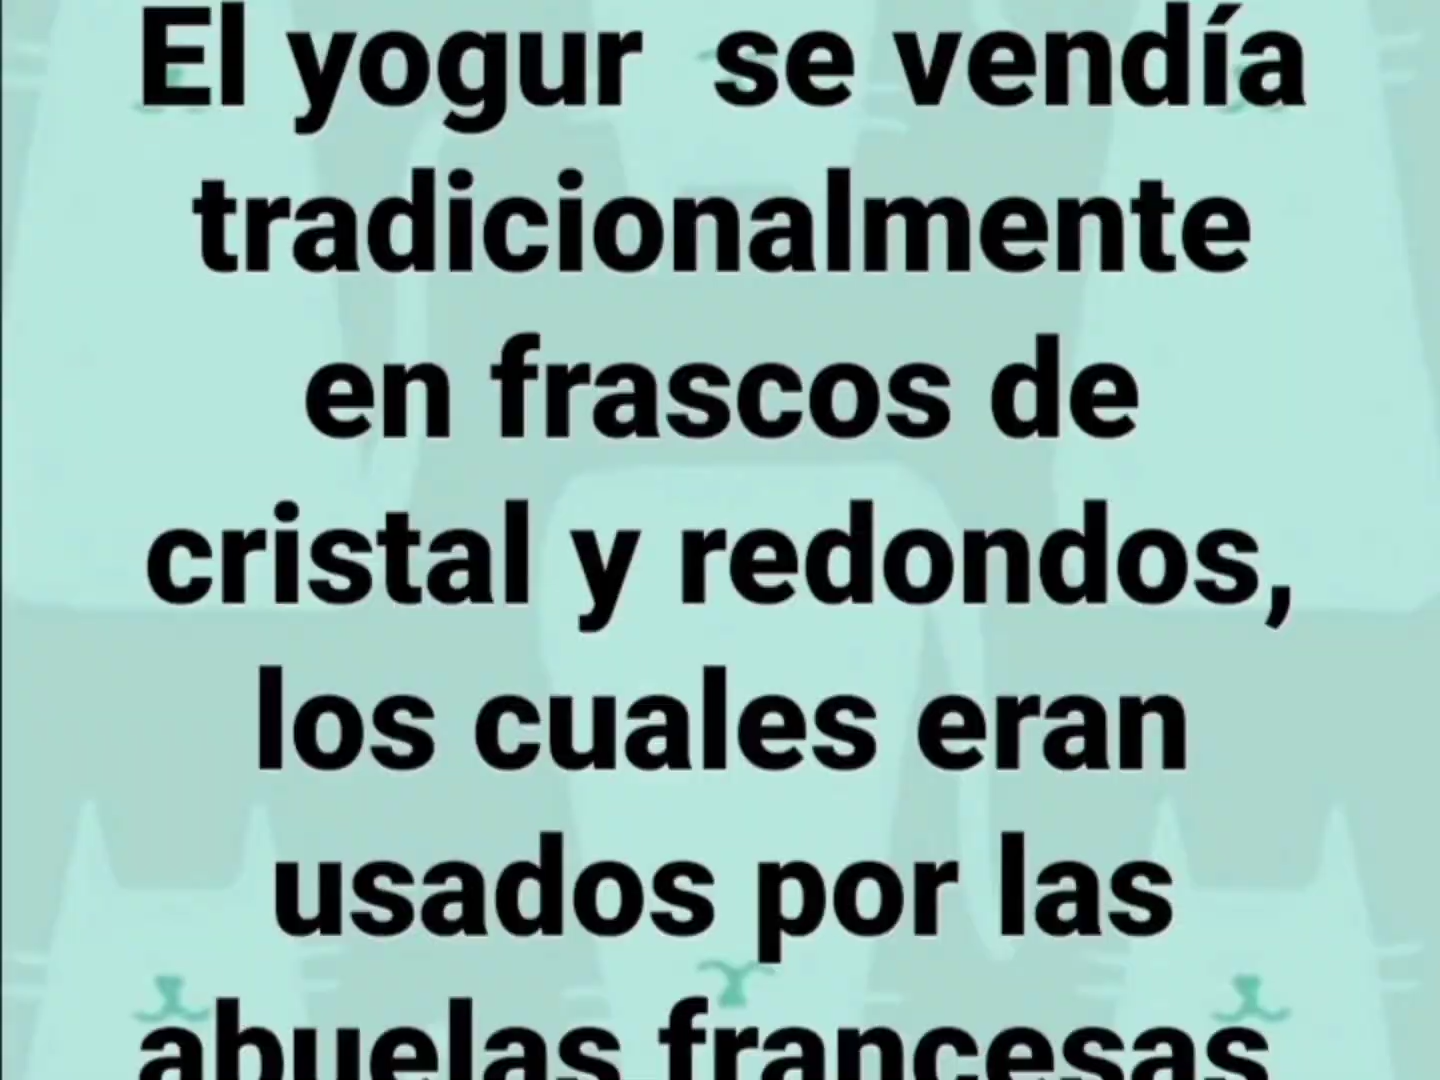 El yogur  se vendía
tradicionalmente
en frascos de
cristal y redondos,
los cuales eran
usados por las
abuelas francesas